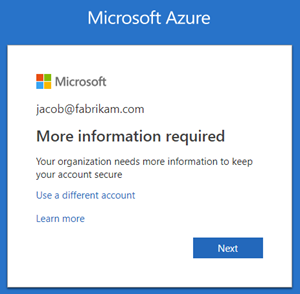 Microsoft Azure
Microsoft
jacob@fabrikam.com
More information required
Your organization needs more information to keep
your account secure
Use a different account
Learn more
Next